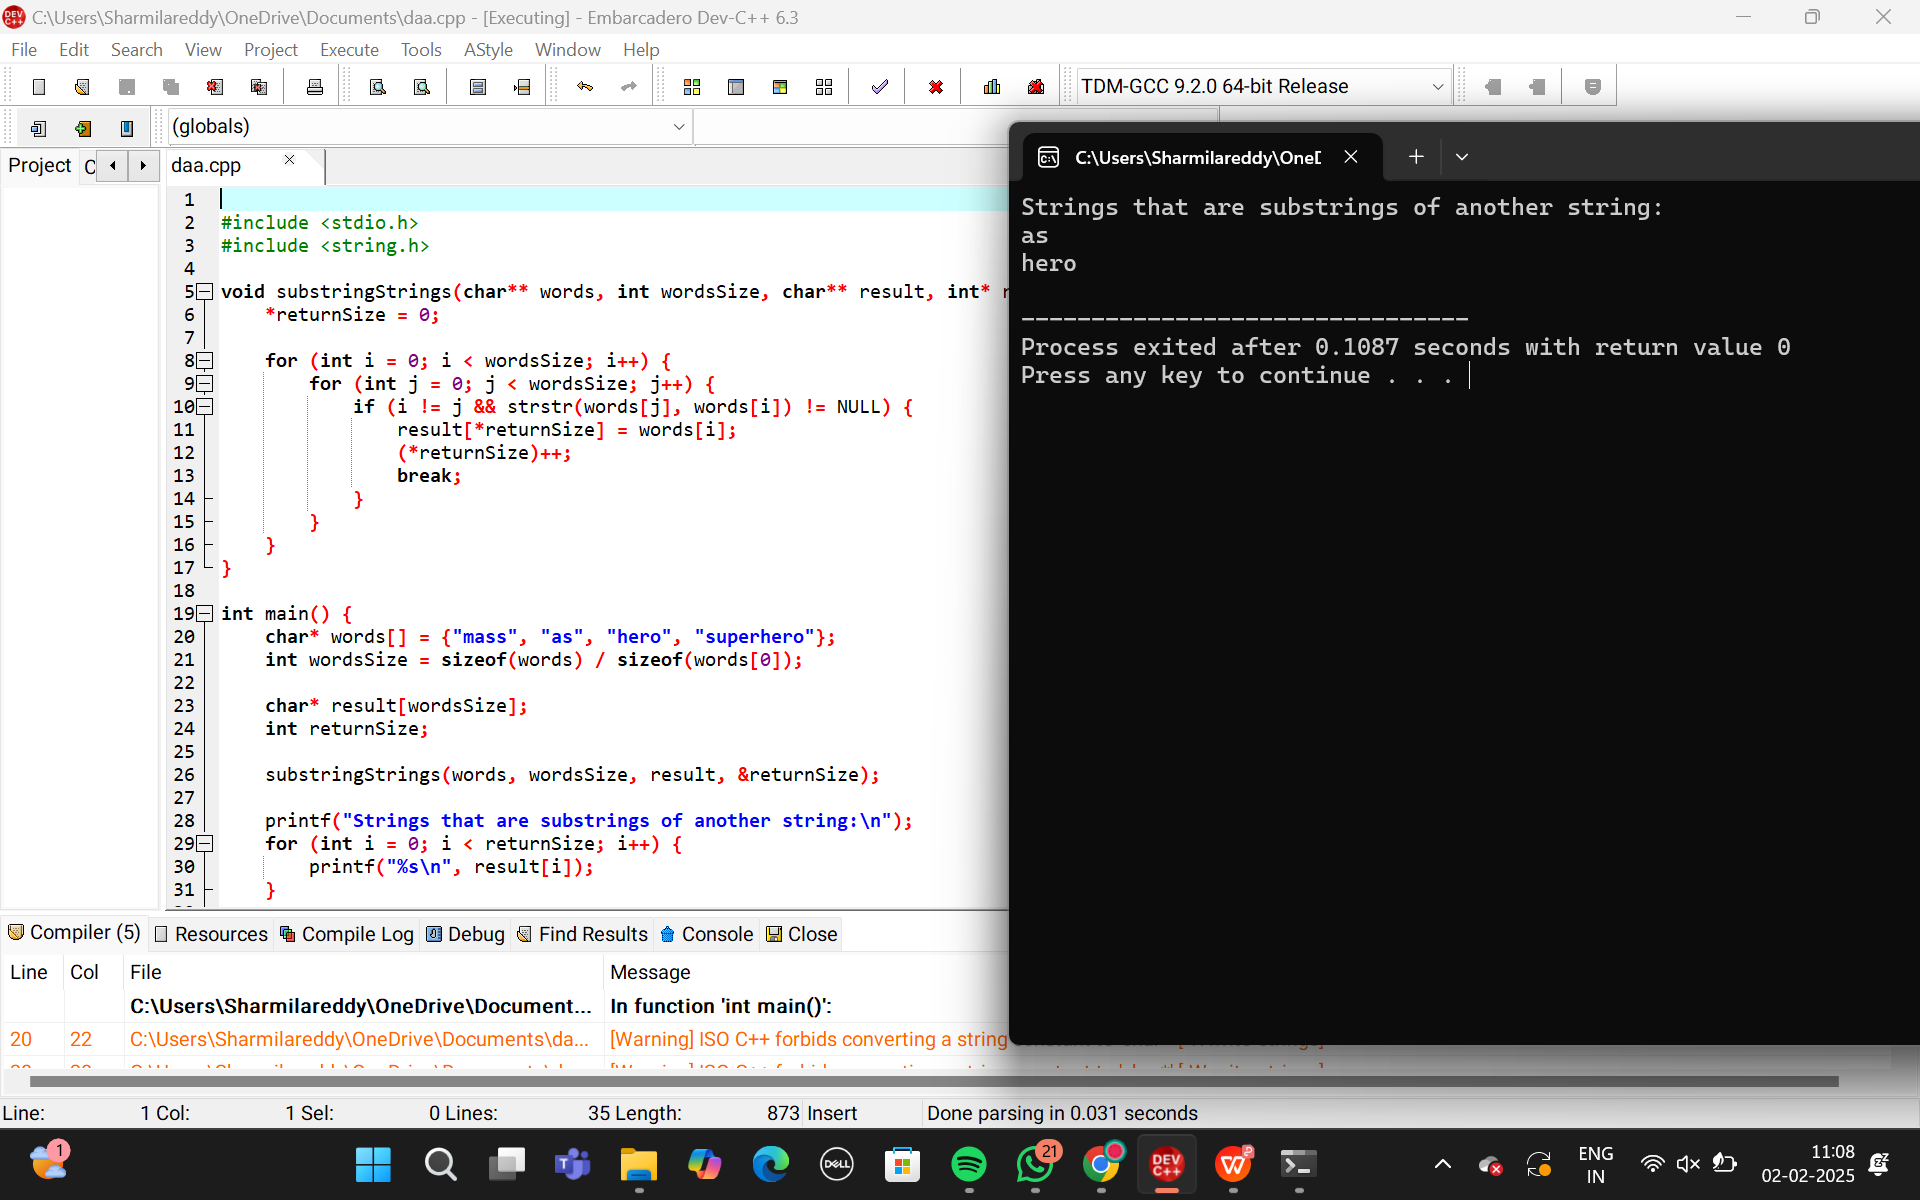 C:\Users\Sharmilareddy\OneDrive\Documents\daa.cpp - [Executing] - Embarcadero Dev-C++ 6.3
File Edit Search View Project Execute Tools AStyle Window Help
TDM-GCC 9.2.0 64-bit Release
(globals)
Project
daa.cpp
1
2 #include <stdio.h>
3 #include <string.h>
4
5 void substringStrings(char** words, int wordsSize, char** result, int*
6 *returnSize = 0;
7
8 for (int i = 0; i < wordsSize; i++) {
9 for (int j = 0; j < wordsSize; j++) {
10 if (i != j && strstr(words[j], words[i]) != NULL) {
11 result[*returnSize] = words[i];
12 (*returnSize)++;
13 break;
14 }
15 }
16 }
17 }
18
19 int main() {
20 char* words[] = {"mass", "as", "hero", "superhero"};
21 int wordsSize = sizeof(words) / sizeof(words[0]);
22
23 char* result[wordsSize];
24 int returnSize;
25
26 substringStrings(words, wordsSize, result, &returnSize);
27
28 printf("Strings that are substrings of another string:\n");
29 for (int i = 0; i < returnSize; i++) {
30 printf("%s\n", result[i]);
31 }
C:\Users\Sharmilareddy\OneD
Strings that are substrings of another string:
as
hero
--------------------------------
Process exited after 0.1087 seconds with return value 0
Press any key to continue . . .
Compiler (5) Resources Compile Log Debug Find Results Console Close
Line Col File Message
C:\Users\Sharmilareddy\OneDrive\Document... In function 'int main()':
20 22 C:\Users\Sharmilareddy\OneDrive\Documents\da... [Warning] ISO C++ forbids converting a string
Line: 1 Col: 1 Sel: 0 Lines: 35 Length: 873 Insert Done parsing in 0.031 seconds
1
DELL
21
DEV C++
ENG
IN
11:08
02-02-2025